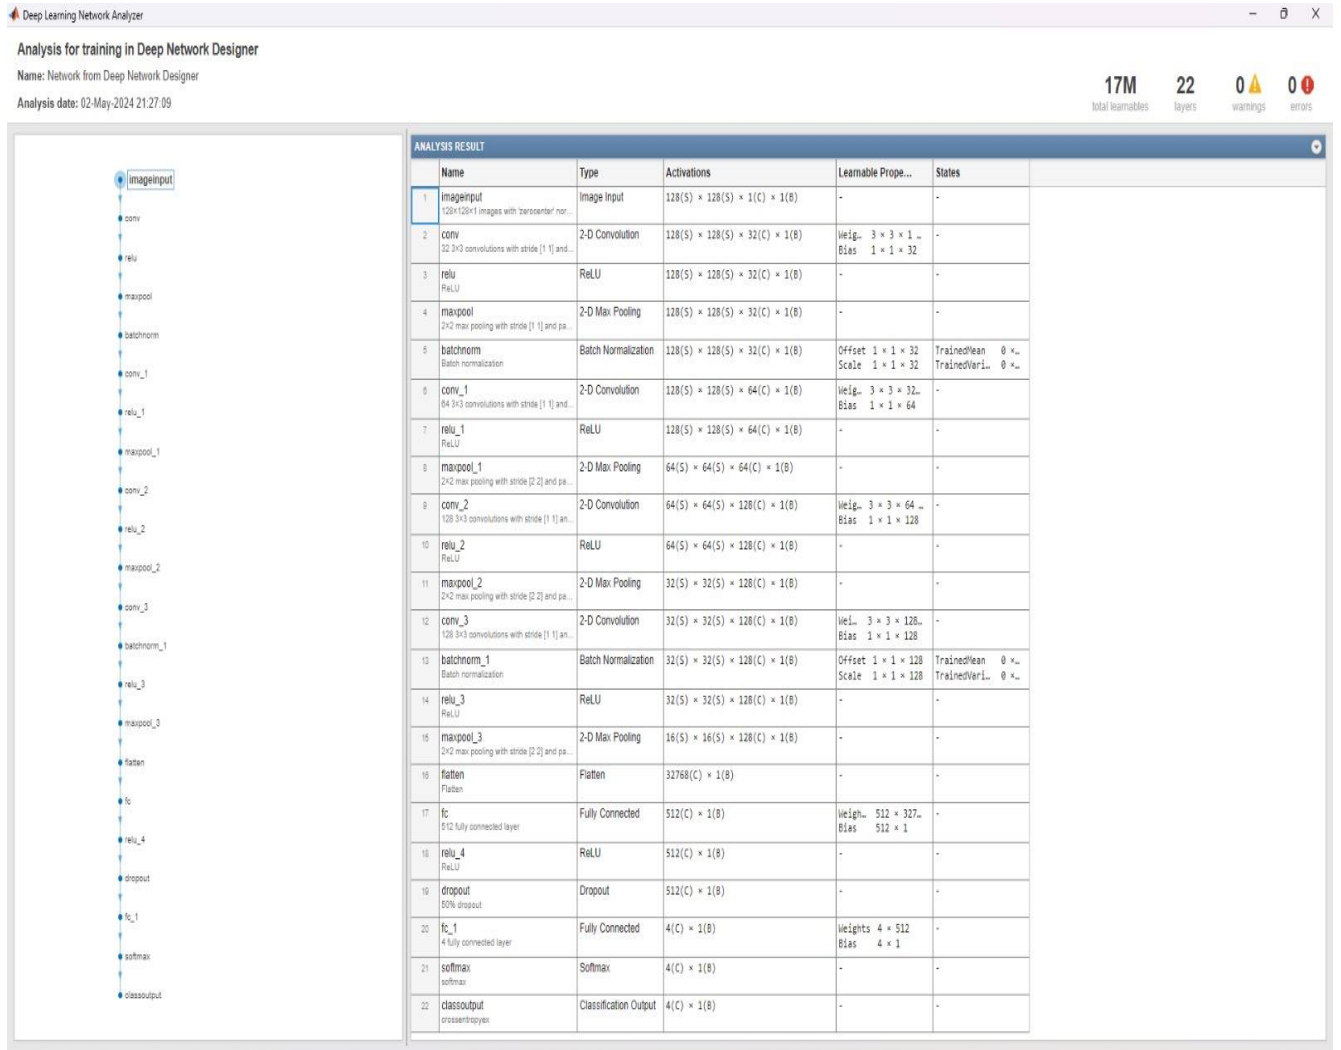 Deep Learning Network Analyzer
Analysis for training in Deep Network Designer
Name: Network from Deep Network Designer
Analysis date: 02-May-2024 21:27:09
17M 22 0 0
total learnables layers warnings errors
imageinput
conv
relu
maxpool
batchnorm
conv_1
relu_1
maxpool_1
conv_2
relu_2
maxpool_2
conv_3
batchnorm_1
relu_3
maxpool_3
flatten
fc
relu_4
dropout
fc_1
softmax
classoutput
ANALYSIS RESULT
Name Type Activations Learnable Prope... States
1 imageinput Image Input 128(S) × 128(S) × 1(C) × 1(B) - -
128×128×1 images with 'zerocenter' nor...
2 conv 2-D Convolution 128(S) × 128(S) × 32(C) × 1(B) Weig… 3 × 3 × 1 … -
32 3×3 convolutions with stride [1 1] and... Bias 1 × 1 × 32
3 relu ReLU 128(S) × 128(S) × 32(C) × 1(B) - -
ReLU
4 maxpool 2-D Max Pooling 128(S) × 128(S) × 32(C) × 1(B) - -
2×2 max pooling with stride [1 1] and pa...
5 batchnorm Batch Normalization 128(S) × 128(S) × 32(C) × 1(B) Offset 1 × 1 × 32 TrainedMean 0 ×…
Batch normalization Scale 1 × 1 × 32 TrainedVari… 0 ×…
6 conv_1 2-D Convolution 128(S) × 128(S) × 64(C) × 1(B) Weig… 3 × 3 × 32… -
64 3×3 convolutions with stride [1 1] and... Bias 1 × 1 × 64
7 relu_1 ReLU 128(S) × 128(S) × 64(C) × 1(B) - -
ReLU
8 maxpool_1 2-D Max Pooling 64(S) × 64(S) × 64(C) × 1(B) - -
2×2 max pooling with stride [2 2] and pa...
9 conv_2 2-D Convolution 64(S) × 64(S) × 128(C) × 1(B) Weig… 3 × 3 × 64 … -
128 3×3 convolutions with stride [1 1] an... Bias 1 × 1 × 128
10 relu_2 ReLU 64(S) × 64(S) × 128(C) × 1(B) - -
ReLU
11 maxpool_2 2-D Max Pooling 32(S) × 32(S) × 128(C) × 1(B) - -
2×2 max pooling with stride [2 2] and pa...
12 conv_3 2-D Convolution 32(S) × 32(S) × 128(C) × 1(B) Wei… 3 × 3 × 128… -
128 3×3 convolutions with stride [1 1] an... Bias 1 × 1 × 128
13 batchnorm_1 Batch Normalization 32(S) × 32(S) × 128(C) × 1(B) Offset 1 × 1 × 128 TrainedMean 0 ×…
Batch normalization Scale 1 × 1 × 128 TrainedVari… 0 ×…
14 relu_3 ReLU 32(S) × 32(S) × 128(C) × 1(B) - -
ReLU
15 maxpool_3 2-D Max Pooling 16(S) × 16(S) × 128(C) × 1(B) - -
2×2 max pooling with stride [2 2] and pa...
16 flatten Flatten 32768(C) × 1(B) - -
Flatten
17 fc Fully Connected 512(C) × 1(B) Weigh… 512 × 327… -
512 fully connected layer Bias 512 × 1
18 relu_4 ReLU 512(C) × 1(B) - -
ReLU
19 dropout Dropout 512(C) × 1(B) - -
50% dropout
20 fc_1 Fully Connected 4(C) × 1(B) Weights 4 × 512 -
4 fully connected layer Bias 4 × 1
21 softmax Softmax 4(C) × 1(B) - -
softmax
22 classoutput Classification Output 4(C) × 1(B) - -
crossentropyex